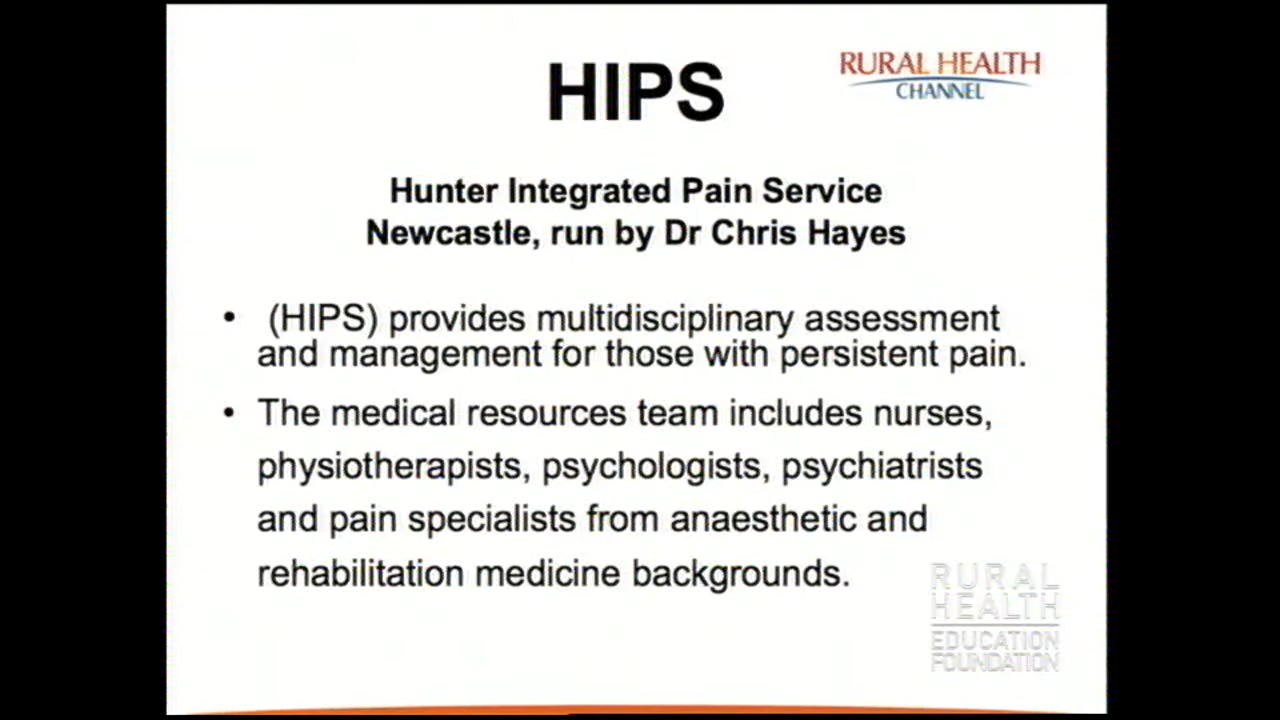 HIPS
RURAL HEALTH
CHANNEL
Hunter Integrated Pain Service
Newcastle, run by Dr Chris Hayes
• (HIPS) provides multidisciplinary assessment
and management for those with persistent pain.
• The medical resources team includes nurses,
physiotherapists, psychologists, psychiatrists
and pain specialists from anaesthetic and
rehabilitation medicine backgrounds.
RURAL
HEALTH
EDUCATION
FOUNDATION